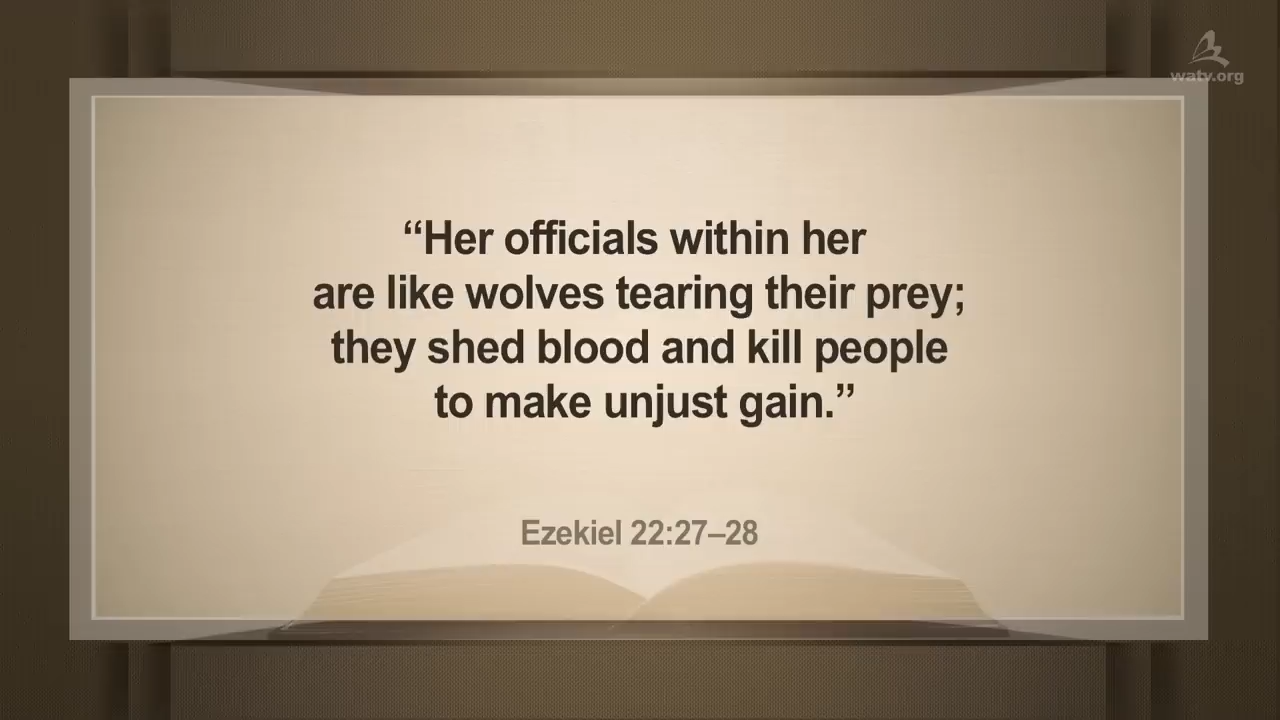 watv.org
“Her officials within her
are like wolves tearing their prey;
they shed blood and kill people
to make unjust gain.”
Ezekiel 22:27–28